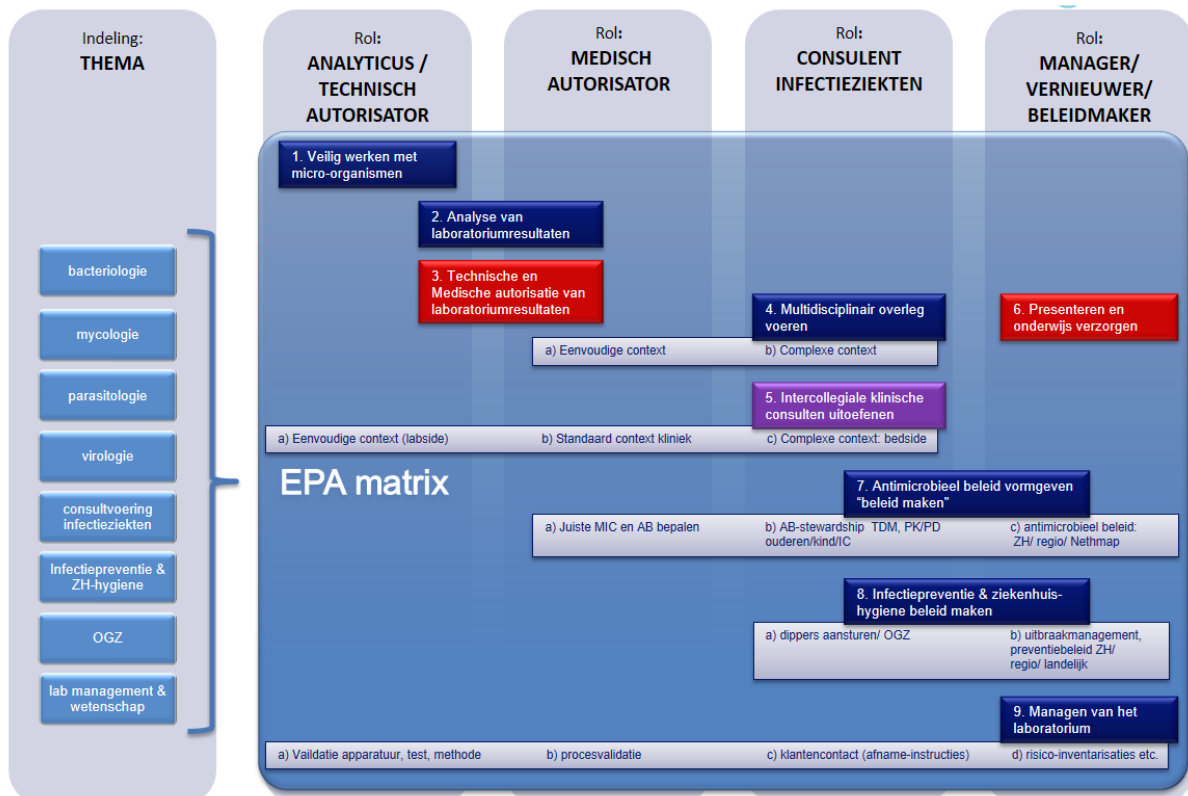 Indeling:
THEMA
Rol:
ANALYTICUS /
TECHNISCH
AUTORISATOR
Rol:
MEDISCH
AUTORISATOR
Rol:
CONSULENT
INFECTIEZIEKTEN
Rol:
MANAGER/
VERNIEUWER/
BELEIDMAKER
bacteriologie
mycologie
parasitologie
virologie
consultvoering
infectieziekten
Infectiepreventie &
ZH-hygiene
OGZ
lab management &
wetenschap
1. Veilig werken met
micro-organismen
2. Analyse van
laboratoriumresultaten
3. Technische en
Medische autorisatie van
laboratoriumresultaten
4. Multidisciplinair overleg
voeren
6. Presenteren en
onderwijs verzorgen
a) Eenvoudige context
b) Complexe context
5. Intercollegiale klinische
consulten uitoefenen
a) Eenvoudige context (labside)
b) Standaard context kliniek
c) Complexe context: bedside
EPA matrix
7. Antimicrobieel beleid vormgeven
“beleid maken"
a) Juiste MIC en AB bepalen
b) AB-stewardship TDM, PK/PD
ouderen/kind/IC
c) antimicrobieel beleid:
ZH/ regio/ Nethmap
8. Infectiepreventie & ziekenhuis-
hygiene beleid maken
a) dippers aansturen/ OGZ
b) uitbraakmanagement,
preventiebeleid ZH/
regio/ landelijk
9. Managen van het
laboratorium
a) Vaildatie apparatuur, test, methode
b) procesvalidatie
c) klantencontact (afname-instructies)
d) risico-inventarisaties etc.